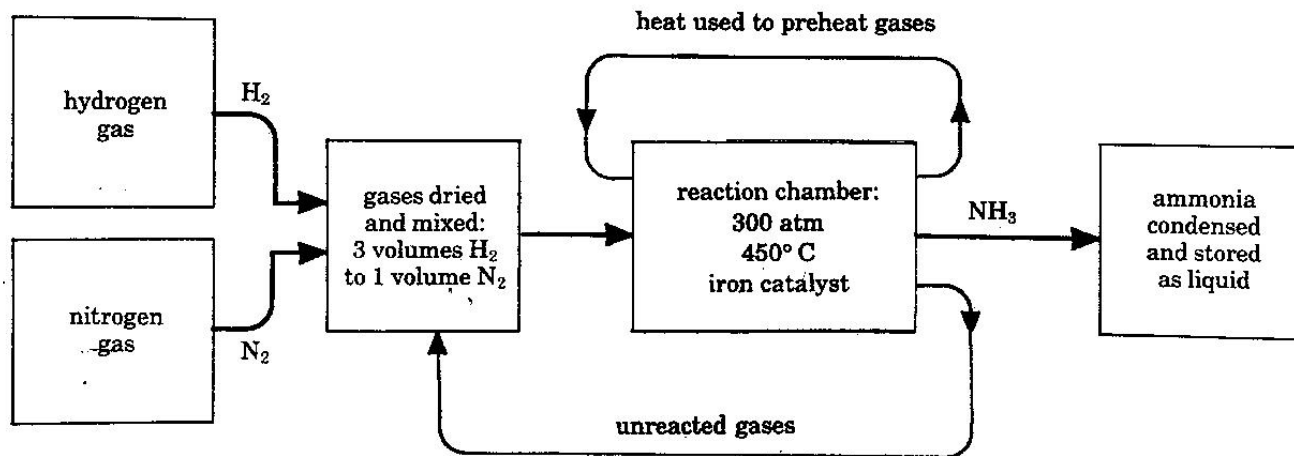 heat used to preheat gases
hydrogen
gas
H₂
gases dried
and mixed:
3 volumes H₂
to 1 volume N₂
reaction chamber:
300 atm
450° C
iron catalyst
NH₃
ammonia
condensed
and stored
as liquid
nitrogen
gas
N₂
unreacted gases